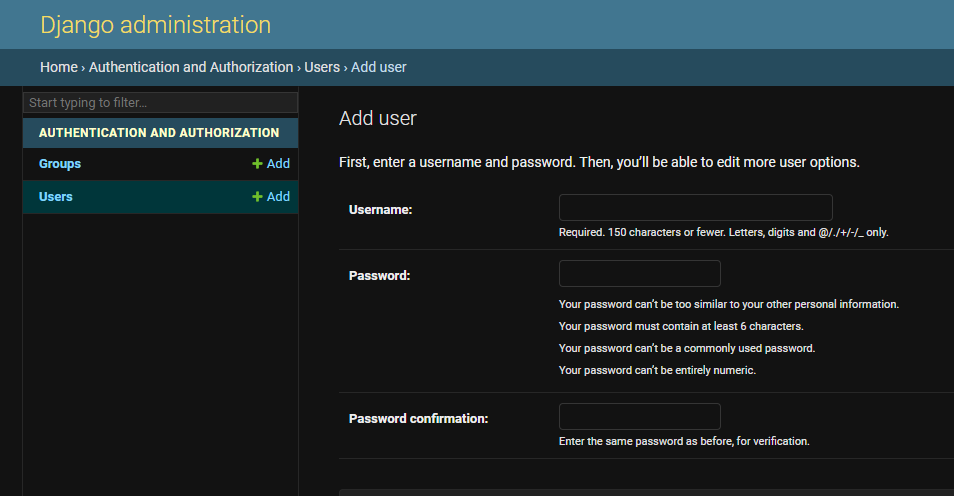 Django administration
Home › Authentication and Authorization › Users › Add user
Start typing to filter...
AUTHENTICATION AND AUTHORIZATION
Groups + Add
Users + Add
Add user
First, enter a username and password. Then, you’ll be able to edit more user options.
Username:
Required. 150 characters or fewer. Letters, digits and @/./+/-/_ only.
Password:
Your password can’t be too similar to your other personal information.
Your password must contain at least 6 characters.
Your password can’t be a commonly used password.
Your password can’t be entirely numeric.
Password confirmation:
Enter the same password as before, for verification.